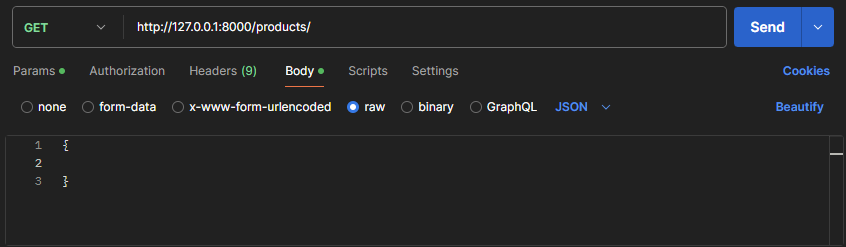 GET http://127.0.0.1:8000/products/ Send
Params Authorization Headers (9) Body Scripts Settings Cookies
none form-data x-www-form-urlencoded raw binary GraphQL JSON Beautify
1 {
2
3 }